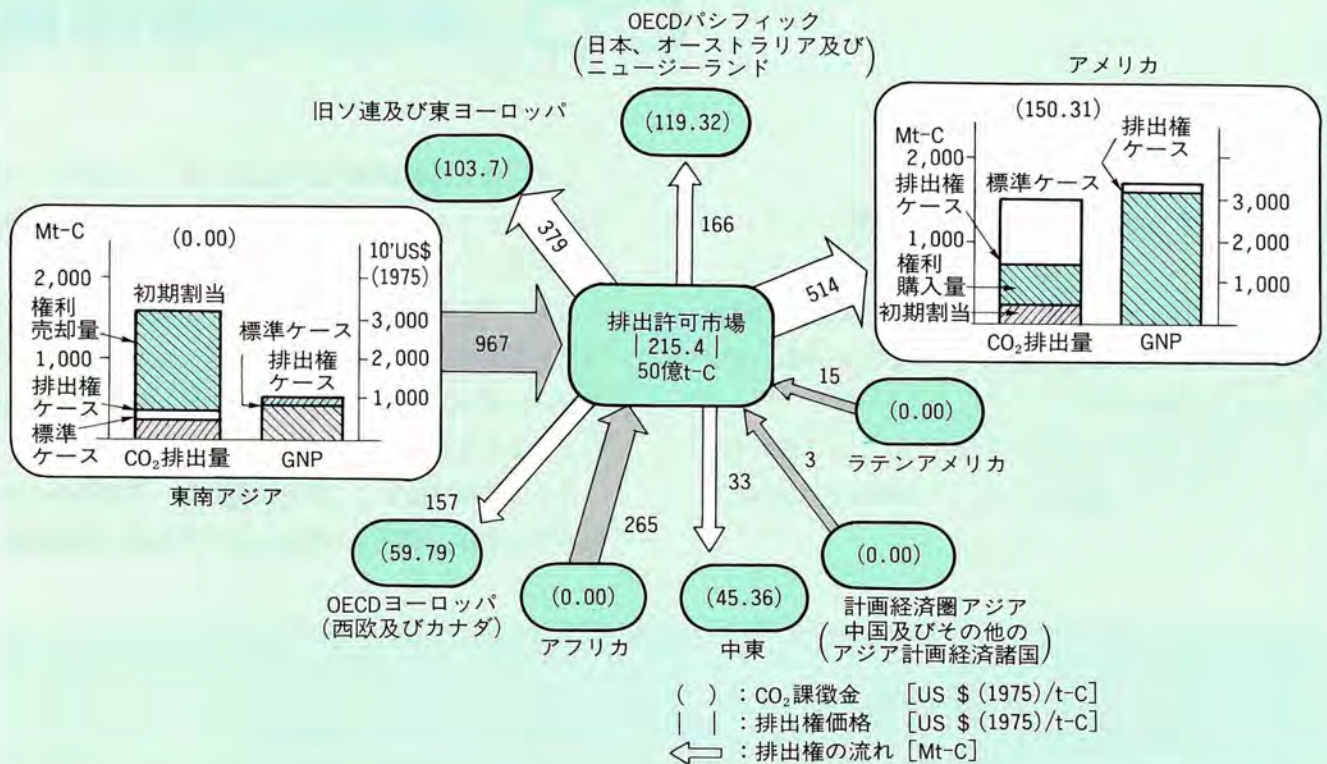 OECDパシフィック
(日本、オーストラリア及び
ニュージーランド)
(119.32)
旧ソ連及び東ヨーロッパ
(103.7)
アメリカ
(150.31)
Mt-C
2,000
1,000
排出権
ケース
標準ケース
権利
購入量
初期割当
CO₂排出量
排出権
ケース
GNP
3,000
2,000
1,000
Mt-C
(0.00)
10'US$
(1975)
2,000
1,000
初期割当
権利
売却量
排出権
ケース
標準
ケース
CO₂排出量
標準ケース
排出権
ケース
GNP
3,000
2,000
1,000
東南アジア
379
166
514
967
排出許可市場
| 215.4 |
50億t-C
15
(0.00)
ラテンアメリカ
3
(0.00)
計画経済圏アジア
(中国及びその他の
アジア計画経済諸国)
33
(45.36)
中東
265
(0.00)
アフリカ
157
(59.79)
OECDヨーロッパ
(西欧及びカナダ)
( ) :CO₂課徴金 [US $(1975)/t-C]
| | :排出権価格 [US $(1975)/t-C]
:排出権の流れ [Mt-C]